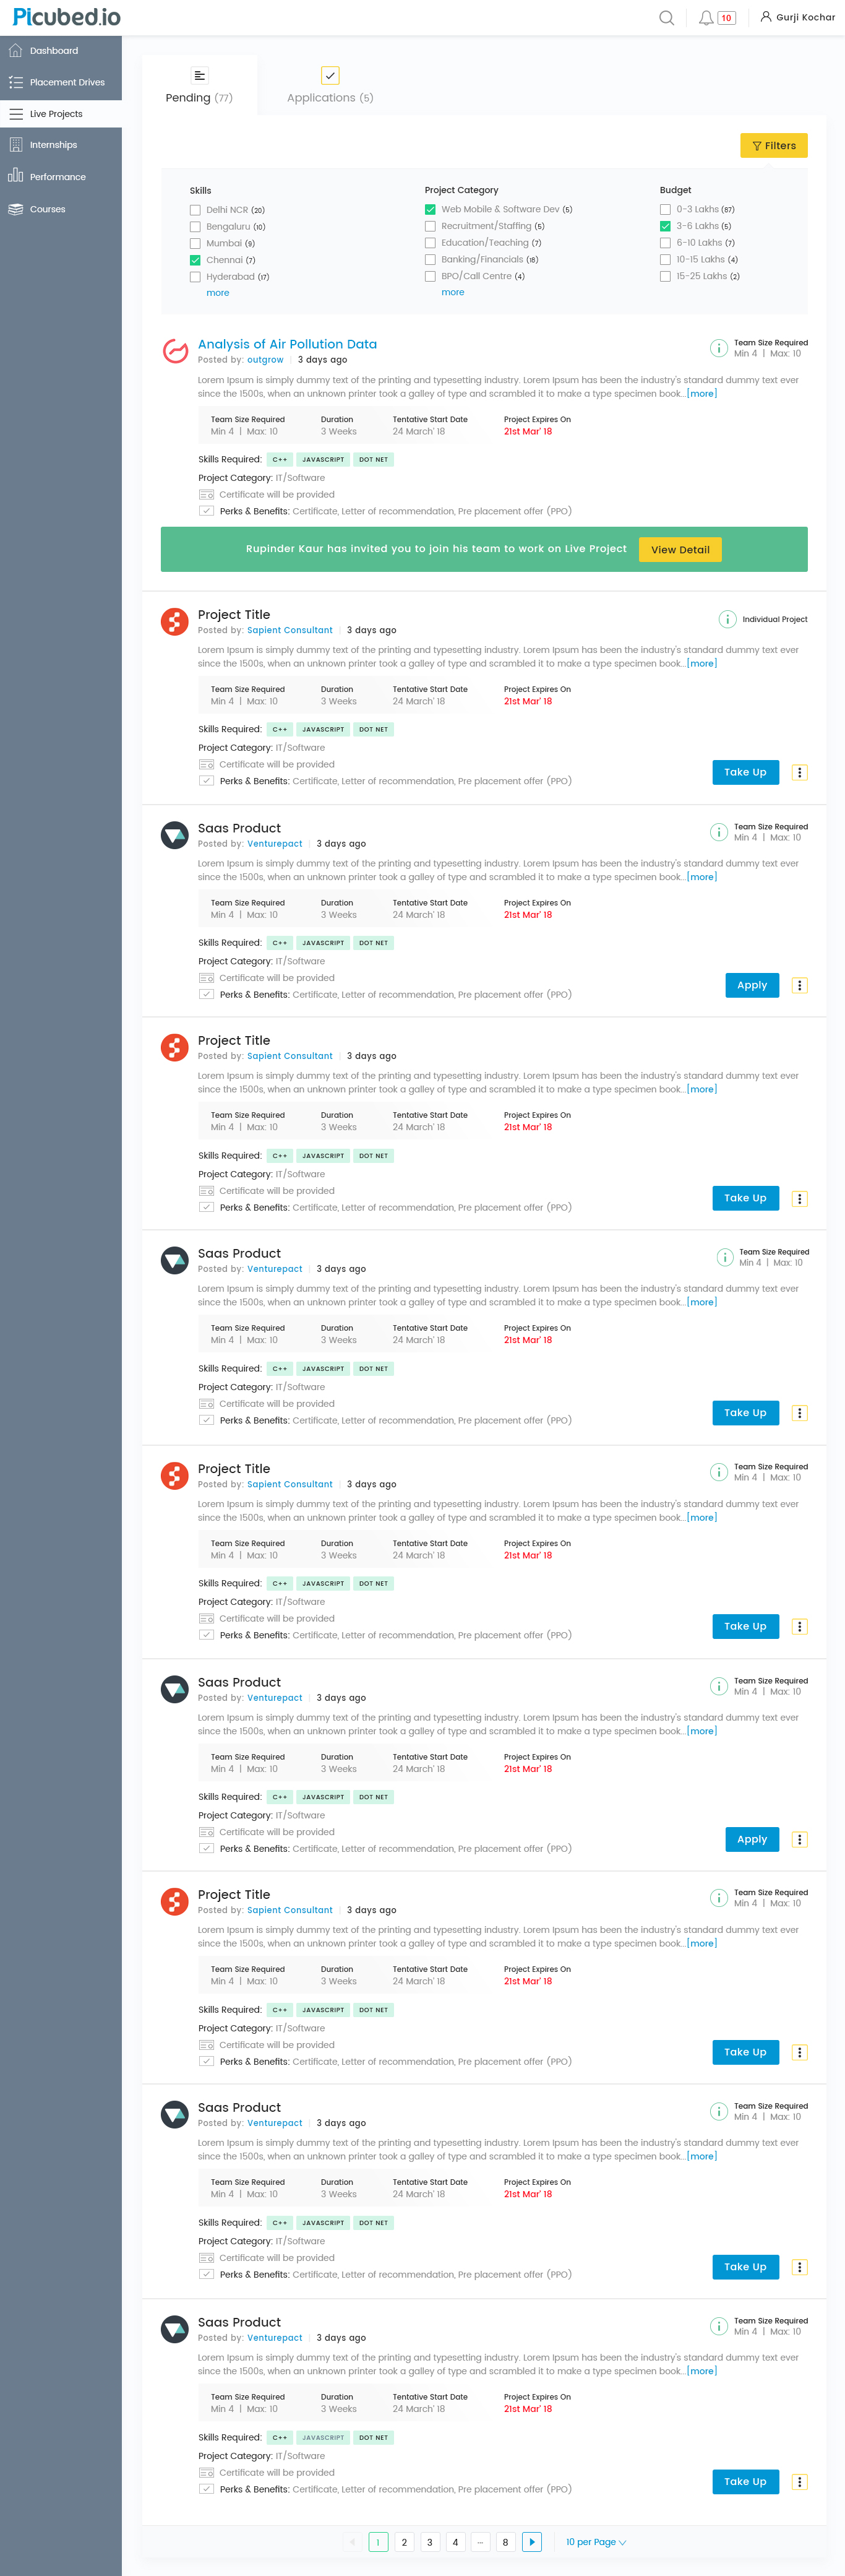 Picubed.io
10
Gurji Kochar
Dashboard
Placement Drives
Live Projects
Internships
Performance
Courses
Pending (77)
Applications (5)
Filters
Skills
Delhi NCR (20)
Bengaluru (10)
Mumbai (9)
Chennai (7)
Hyderabad (17)
more
Project Category
Web Mobile & Software Dev (5)
Recruitment/Staffing (5)
Education/Teaching (7)
Banking/Financials (18)
BPO/Call Centre (4)
more
Budget
0-3 Lakhs (87)
3-6 Lakhs (5)
6-10 Lakhs (7)
10-15 Lakhs (4)
15-25 Lakhs (2)
Analysis of Air Pollution Data
Posted by: outgrow | 3 days ago
Team Size Required
Min 4 | Max: 10
Lorem Ipsum is simply dummy text of the printing and typesetting industry. Lorem Ipsum has been the industry's standard dummy text ever
since the 1500s, when an unknown printer took a galley of type and scrambled it to make a type specimen book...[more]
Team Size Required Duration Tentative Start Date Project Expires On
Min 4 | Max: 10 3 Weeks 24 March' 18 21st Mar' 18
Skills Required: C++ JAVASCRIPT DOT NET
Project Category: IT/Software
Certificate will be provided
Perks & Benefits: Certificate, Letter of recommendation, Pre placement offer (PPO)
Rupinder Kaur has invited you to join his team to work on Live Project View Detail
Project Title
Posted by: Sapient Consultant | 3 days ago
Individual Project
Lorem Ipsum is simply dummy text of the printing and typesetting industry. Lorem Ipsum has been the industry's standard dummy text ever
since the 1500s, when an unknown printer took a galley of type and scrambled it to make a type specimen book...[more]
Team Size Required Duration Tentative Start Date Project Expires On
Min 4 | Max: 10 3 Weeks 24 March' 18 21st Mar' 18
Skills Required: C++ JAVASCRIPT DOT NET
Project Category: IT/Software
Certificate will be provided
Perks & Benefits: Certificate, Letter of recommendation, Pre placement offer (PPO)
Take Up
Saas Product
Posted by: Venturepact | 3 days ago
Team Size Required
Min 4 | Max: 10
Lorem Ipsum is simply dummy text of the printing and typesetting industry. Lorem Ipsum has been the industry's standard dummy text ever
since the 1500s, when an unknown printer took a galley of type and scrambled it to make a type specimen book...[more]
Team Size Required Duration Tentative Start Date Project Expires On
Min 4 | Max: 10 3 Weeks 24 March' 18 21st Mar' 18
Skills Required: C++ JAVASCRIPT DOT NET
Project Category: IT/Software
Certificate will be provided
Perks & Benefits: Certificate, Letter of recommendation, Pre placement offer (PPO)
Apply
Project Title
Posted by: Sapient Consultant | 3 days ago
Lorem Ipsum is simply dummy text of the printing and typesetting industry. Lorem Ipsum has been the industry's standard dummy text ever
since the 1500s, when an unknown printer took a galley of type and scrambled it to make a type specimen book...[more]
Team Size Required Duration Tentative Start Date Project Expires On
Min 4 | Max: 10 3 Weeks 24 March' 18 21st Mar' 18
Skills Required: C++ JAVASCRIPT DOT NET
Project Category: IT/Software
Certificate will be provided
Perks & Benefits: Certificate, Letter of recommendation, Pre placement offer (PPO)
Take Up
Saas Product
Posted by: Venturepact | 3 days ago
Team Size Required
Min 4 | Max: 10
Lorem Ipsum is simply dummy text of the printing and typesetting industry. Lorem Ipsum has been the industry's standard dummy text ever
since the 1500s, when an unknown printer took a galley of type and scrambled it to make a type specimen book...[more]
Team Size Required Duration Tentative Start Date Project Expires On
Min 4 | Max: 10 3 Weeks 24 March' 18 21st Mar' 18
Skills Required: C++ JAVASCRIPT DOT NET
Project Category: IT/Software
Certificate will be provided
Perks & Benefits: Certificate, Letter of recommendation, Pre placement offer (PPO)
Take Up
Project Title
Posted by: Sapient Consultant | 3 days ago
Team Size Required
Min 4 | Max: 10
Lorem Ipsum is simply dummy text of the printing and typesetting industry. Lorem Ipsum has been the industry's standard dummy text ever
since the 1500s, when an unknown printer took a galley of type and scrambled it to make a type specimen book...[more]
Team Size Required Duration Tentative Start Date Project Expires On
Min 4 | Max: 10 3 Weeks 24 March' 18 21st Mar' 18
Skills Required: C++ JAVASCRIPT DOT NET
Project Category: IT/Software
Certificate will be provided
Perks & Benefits: Certificate, Letter of recommendation, Pre placement offer (PPO)
Take Up
Saas Product
Posted by: Venturepact | 3 days ago
Team Size Required
Min 4 | Max: 10
Lorem Ipsum is simply dummy text of the printing and typesetting industry. Lorem Ipsum has been the industry's standard dummy text ever
since the 1500s, when an unknown printer took a galley of type and scrambled it to make a type specimen book...[more]
Team Size Required Duration Tentative Start Date Project Expires On
Min 4 | Max: 10 3 Weeks 24 March' 18 21st Mar' 18
Skills Required: C++ JAVASCRIPT DOT NET
Project Category: IT/Software
Certificate will be provided
Perks & Benefits: Certificate, Letter of recommendation, Pre placement offer (PPO)
Apply
Project Title
Posted by: Sapient Consultant | 3 days ago
Team Size Required
Min 4 | Max: 10
Lorem Ipsum is simply dummy text of the printing and typesetting industry. Lorem Ipsum has been the industry's standard dummy text ever
since the 1500s, when an unknown printer took a galley of type and scrambled it to make a type specimen book...[more]
Team Size Required Duration Tentative Start Date Project Expires On
Min 4 | Max: 10 3 Weeks 24 March' 18 21st Mar' 18
Skills Required: C++ JAVASCRIPT DOT NET
Project Category: IT/Software
Certificate will be provided
Perks & Benefits: Certificate, Letter of recommendation, Pre placement offer (PPO)
Take Up
Saas Product
Posted by: Venturepact | 3 days ago
Team Size Required
Min 4 | Max: 10
Lorem Ipsum is simply dummy text of the printing and typesetting industry. Lorem Ipsum has been the industry's standard dummy text ever
since the 1500s, when an unknown printer took a galley of type and scrambled it to make a type specimen book...[more]
Team Size Required Duration Tentative Start Date Project Expires On
Min 4 | Max: 10 3 Weeks 24 March' 18 21st Mar' 18
Skills Required: C++ JAVASCRIPT DOT NET
Project Category: IT/Software
Certificate will be provided
Perks & Benefits: Certificate, Letter of recommendation, Pre placement offer (PPO)
Take Up
Saas Product
Posted by: Venturepact | 3 days ago
Team Size Required
Min 4 | Max: 10
Lorem Ipsum is simply dummy text of the printing and typesetting industry. Lorem Ipsum has been the industry's standard dummy text ever
since the 1500s, when an unknown printer took a galley of type and scrambled it to make a type specimen book...[more]
Team Size Required Duration Tentative Start Date Project Expires On
Min 4 | Max: 10 3 Weeks 24 March' 18 21st Mar' 18
Skills Required: C++ JAVASCRIPT DOT NET
Project Category: IT/Software
Certificate will be provided
Perks & Benefits: Certificate, Letter of recommendation, Pre placement offer (PPO)
Take Up
1 2 3 4 ... 8 10 per Page